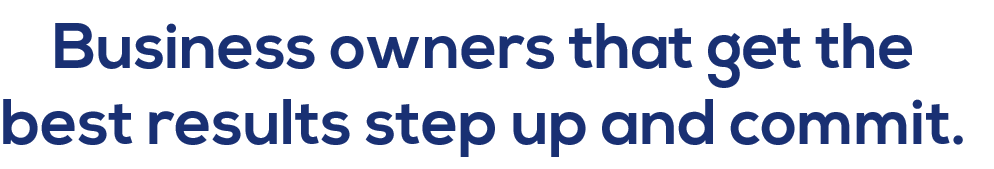 Business owners that get the
best results step up and commit.